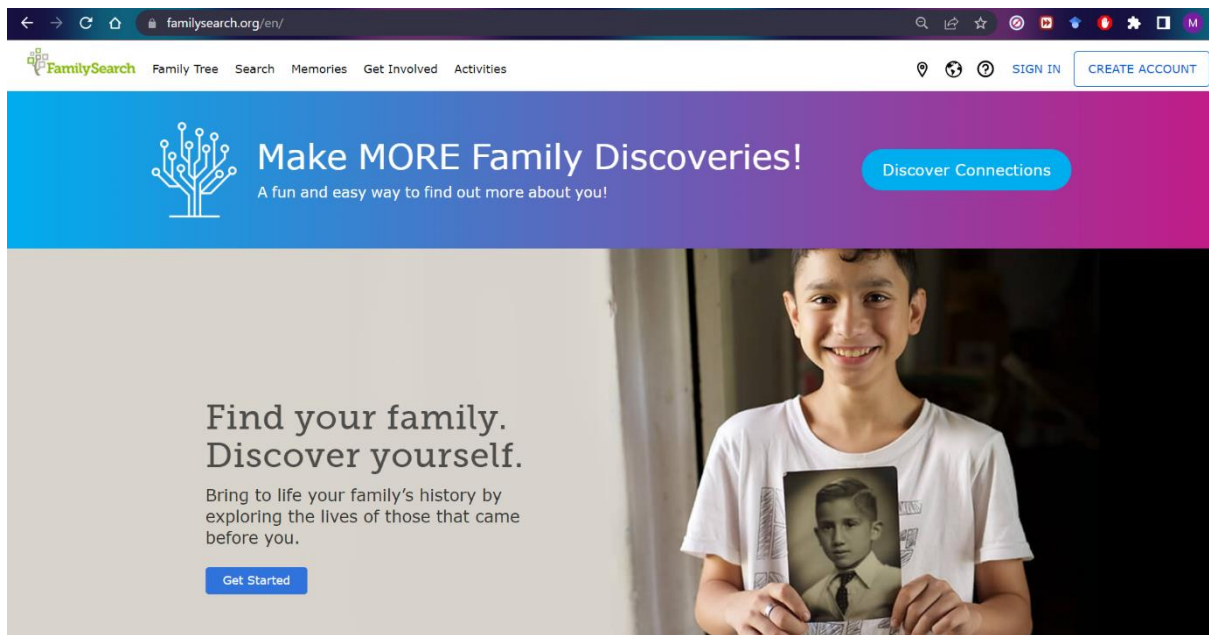 familysearch.org/en/
M
FamilySearch Family Tree Search Memories Get Involved Activities SIGN IN CREATE ACCOUNT
Make MORE Family Discoveries!
A fun and easy way to find out more about you!
Discover Connections
Find your family.
Discover yourself.
Bring to life your family's history by
exploring the lives of those that came
before you.
Get Started